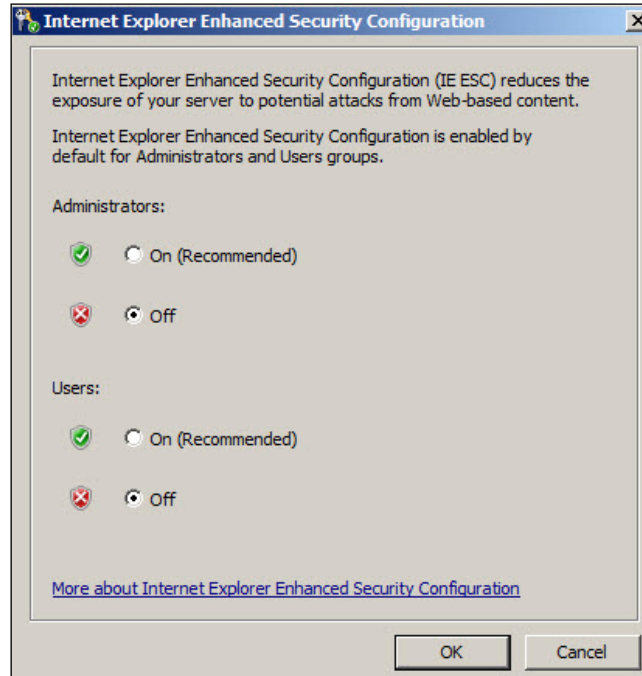 Internet Explorer Enhanced Security Configuration
Internet Explorer Enhanced Security Configuration (IE ESC) reduces the
exposure of your server to potential attacks from Web-based content.
Internet Explorer Enhanced Security Configuration is enabled by
default for Administrators and Users groups.
Administrators:
On (Recommended)
Off
Users:
On (Recommended)
Off
More about Internet Explorer Enhanced Security Configuration
OK
Cancel